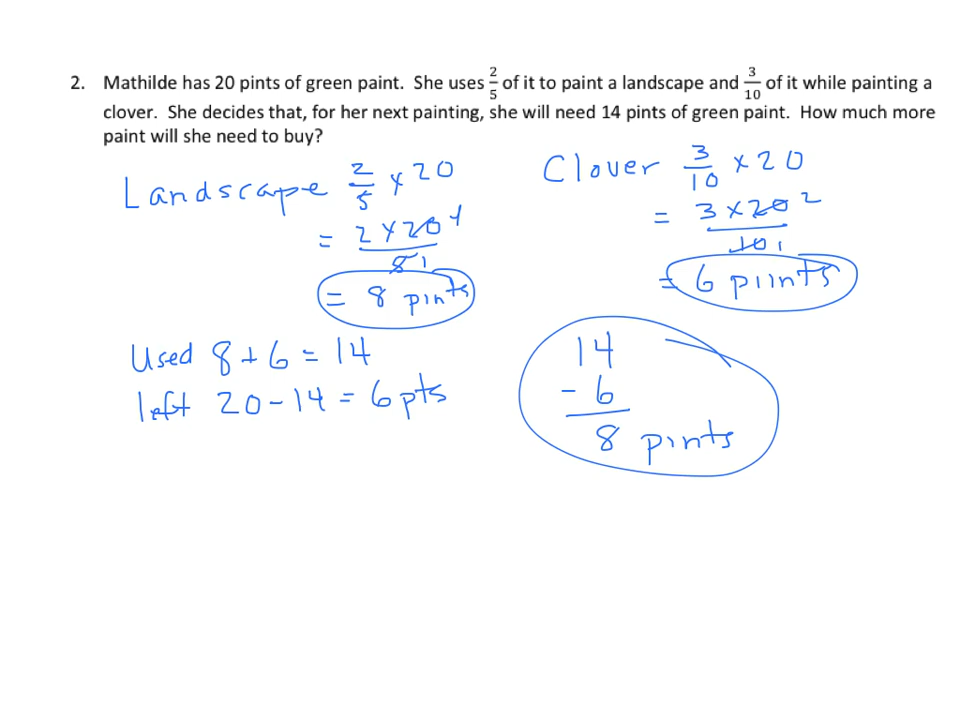 2. Mathilde has 20 pints of green paint. She uses 2/5 of it to paint a landscape and 3/10 of it while painting a
clover. She decides that, for her next painting, she will need 14 pints of green paint. How much more
paint will she need to buy?
Landscape 2/5 x 20
= 2 x 20 4 / 5 1
= 8 pints
Clover 3/10 x 20
= 3 x 20 2 / 10 1
= 6 piints
Used 8 + 6 = 14
left 20 - 14 = 6 pts
14
- 6
8 pints